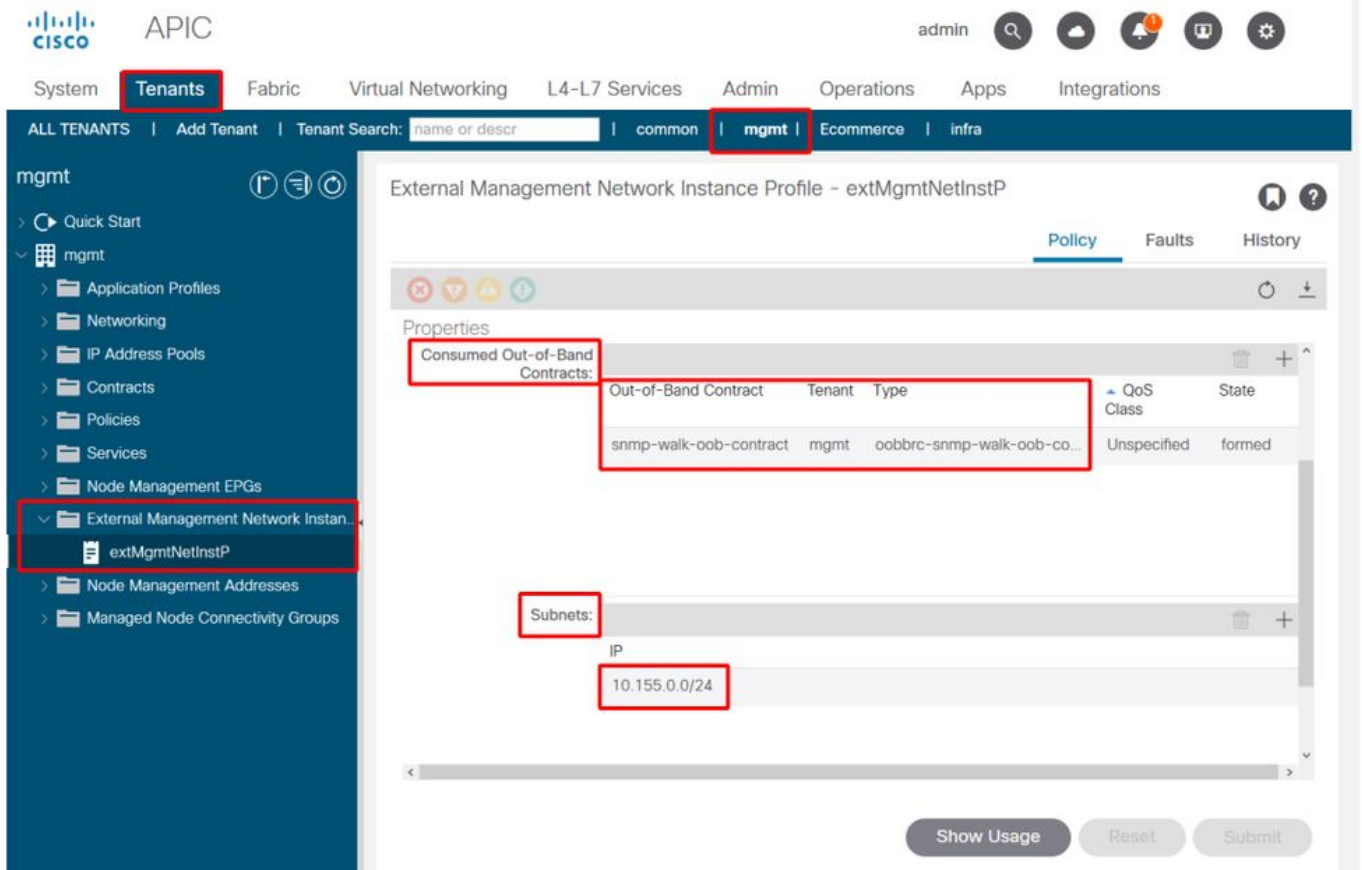 CISCO
APIC
admin
1
System Tenants Fabric Virtual Networking L4-L7 Services Admin Operations Apps Integrations
ALL TENANTS | Add Tenant | Tenant Search: name or descr | common | mgmt | Ecommerce | infra
mgmt
Quick Start
mgmt
Application Profiles
Networking
IP Address Pools
Contracts
Policies
Services
Node Management EPGs
External Management Network Instan..
extMgmtNetInstP
Node Management Addresses
Managed Node Connectivity Groups
External Management Network Instance Profile - extMgmtNetInstP
Policy Faults History
Properties
Consumed Out-of-Band
Contracts:
Out-of-Band Contract Tenant Type QoS Class State
snmp-walk-oob-contract mgmt oobbrc-snmp-walk-oob-co... Unspecified formed
Subnets:
IP
10.155.0.0/24
Show Usage Reset Submit